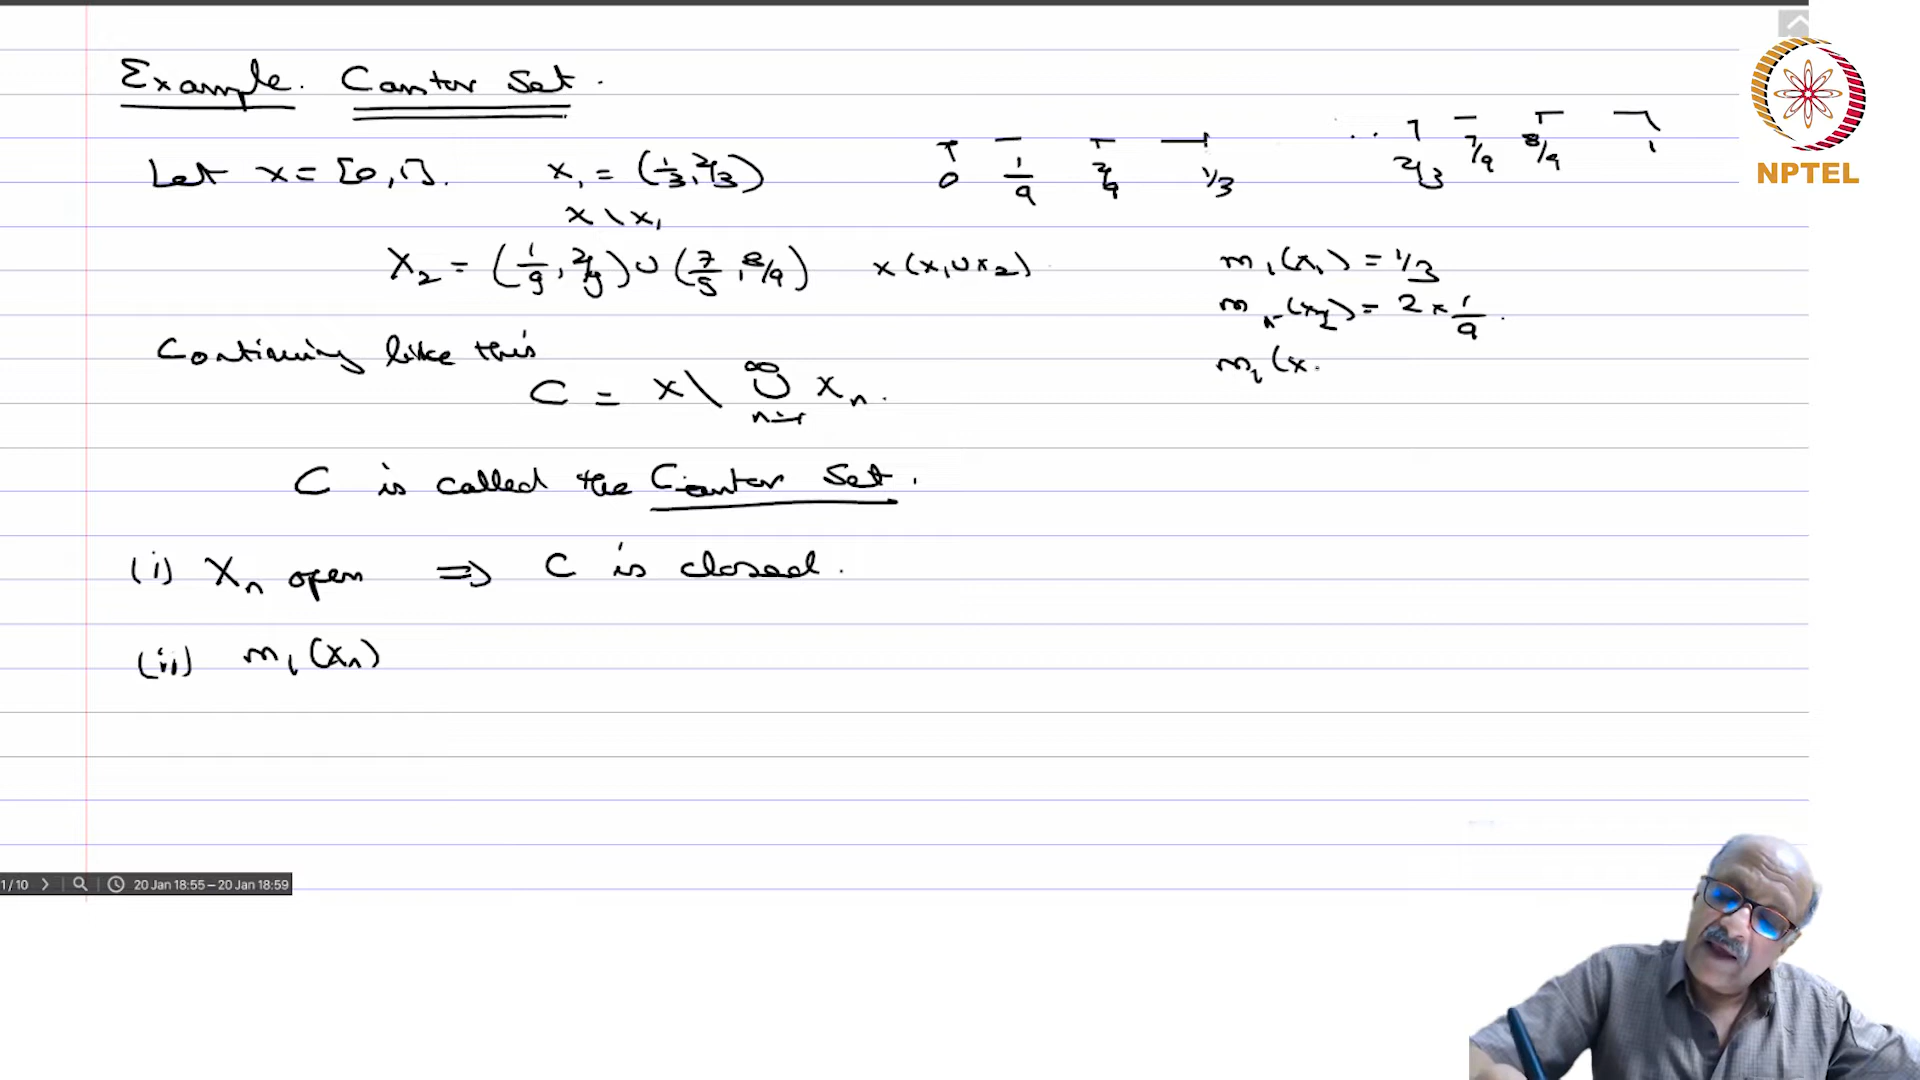 Example. Cantor Set.
Let X = [0,1]. X₁ = (1/3, 2/3)
X \ X₁
0 1/9 2/9 1/3 .. 2/3 7/9 8/9 1
X₂ = (1/9, 2/9) ∪ (7/9, 8/9) X (X₁ ∪ X₂)
m₁(X₁) = 1/3
m₁(X₂) = 2 × 1/9.
m₁(X
Continuing like this
C = X \ ∪_{n=1}^{∞} Xₙ.
C is called the Cantor Set.
(i) Xₙ open ⇒ C is closed.
(ii) m₁(Xₙ)
NPTEL
1 / 10 20 Jan 18:55 – 20 Jan 18:59